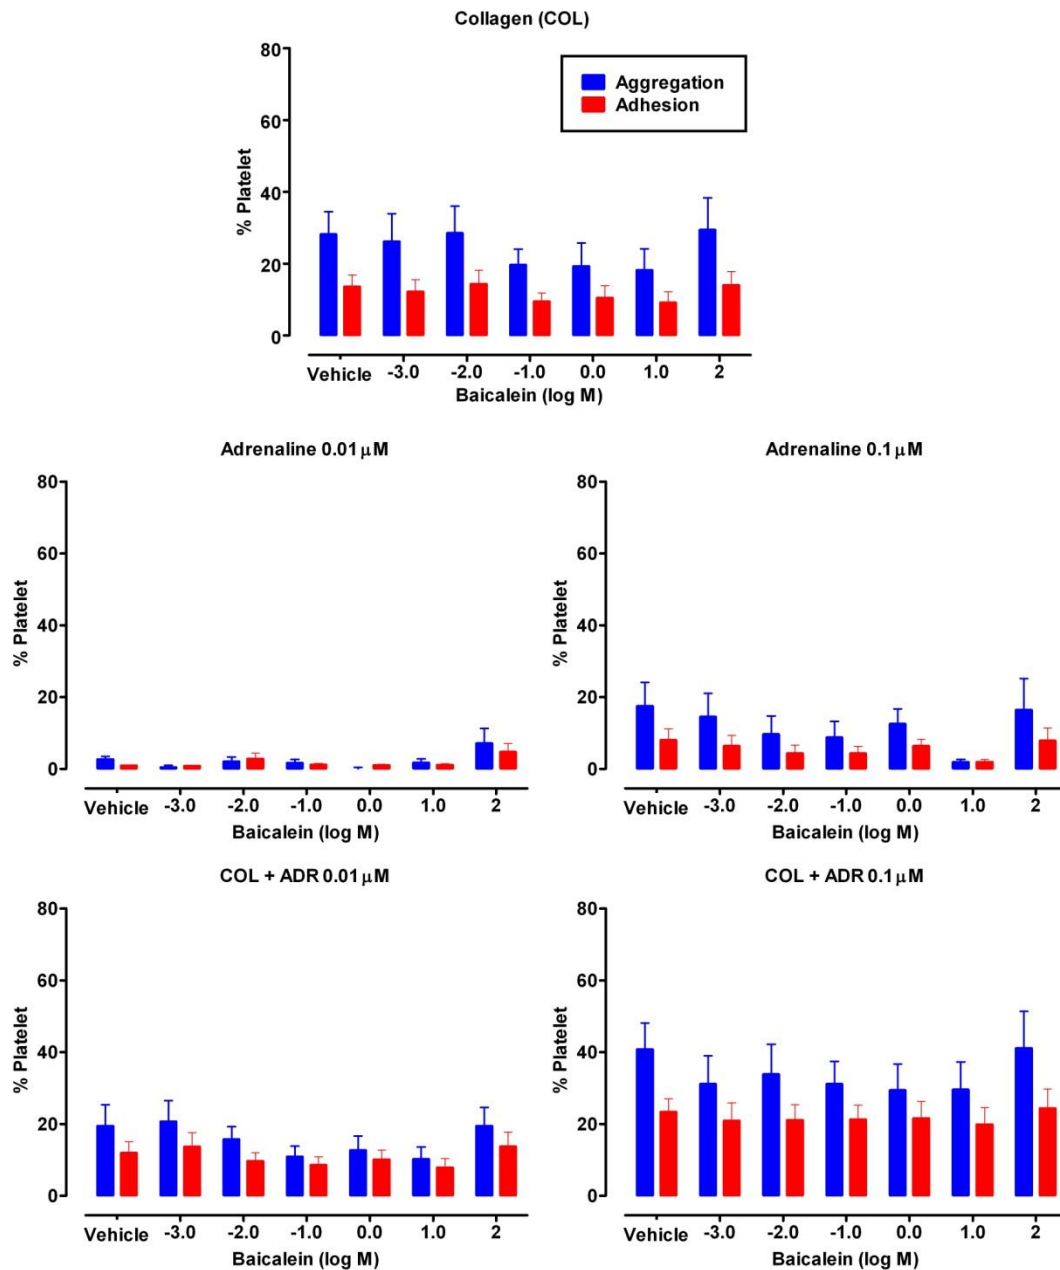 Collagen (COL)
80
60
40
20
0
% Platelet
Aggregation
Adhesion
Vehicle -3.0 -2.0 -1.0 0.0 1.0 2
Baicalein (log M)
Adrenaline 0.01 μM
80
60
40
20
0
% Platelet
Vehicle -3.0 -2.0 -1.0 0.0 1.0 2
Baicalein (log M)
Adrenaline 0.1 μM
80
60
40
20
0
% Platelet
Vehicle -3.0 -2.0 -1.0 0.0 1.0 2
Baicalein (log M)
COL + ADR 0.01 μM
80
60
40
20
0
% Platelet
Vehicle -3.0 -2.0 -1.0 0.0 1.0 2
Baicalein (log M)
COL + ADR 0.1 μM
80
60
40
20
0
% Platelet
Vehicle -3.0 -2.0 -1.0 0.0 1.0 2
Baicalein (log M)